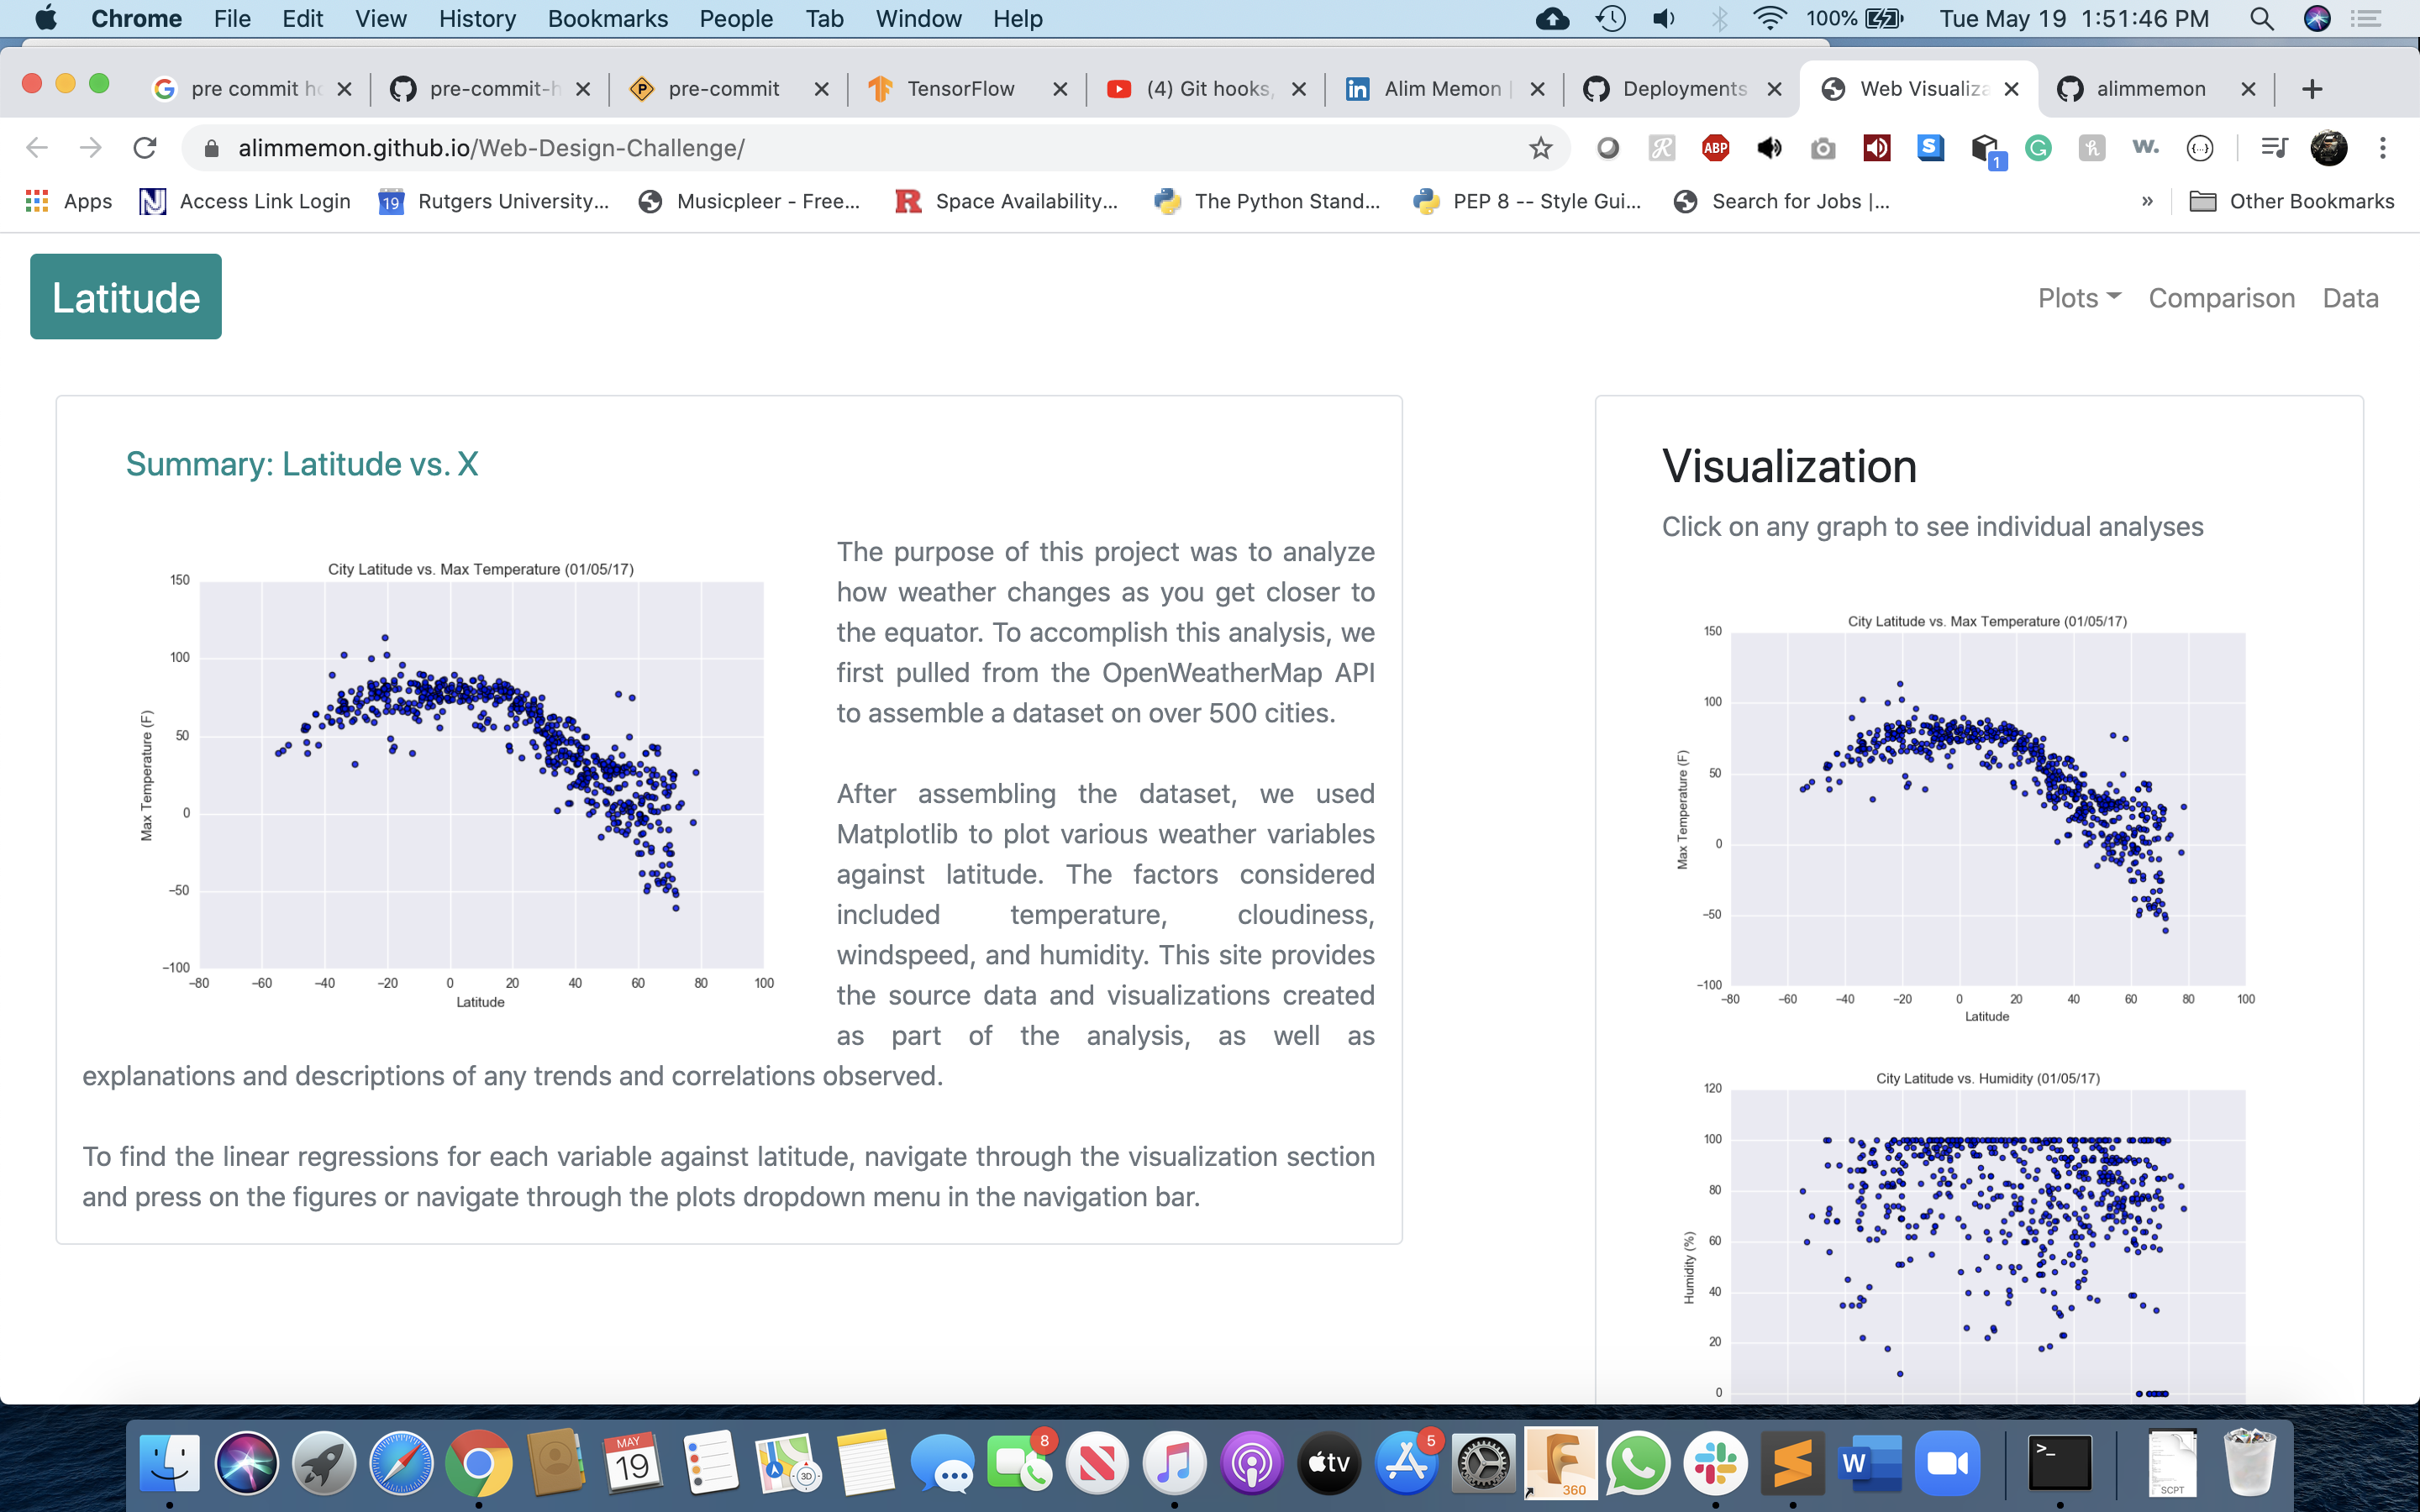 Chrome File Edit View History Bookmarks People Tab Window Help 100% Tue May 19 1:51:46 PM
pre commit pre-commit-h pre-commit TensorFlow (4) Git hooks, Alim Memon Deployments Web Visualiza alimmemon
alimmemon.github.io/Web-Design-Challenge/
ABP 1 w.
Apps Access Link Login 19 Rutgers University... Musicpleer - Free... Space Availability... The Python Stand... PEP 8 -- Style Gui... Search for Jobs |... » Other Bookmarks
Latitude
Plots Comparison Data
Summary: Latitude vs. X
City Latitude vs. Max Temperature (01/05/17)
150
100
50
0
−50
−100
Max Temperature (F)
−80 −60 −40 −20 0 20 40 60 80 100
Latitude
The purpose of this project was to analyze
how weather changes as you get closer to
the equator. To accomplish this analysis, we
first pulled from the OpenWeatherMap API
to assemble a dataset on over 500 cities.
After assembling the dataset, we used
Matplotlib to plot various weather variables
against latitude. The factors considered
included temperature, cloudiness,
windspeed, and humidity. This site provides
the source data and visualizations created
as part of the analysis, as well as
explanations and descriptions of any trends and correlations observed.
To find the linear regressions for each variable against latitude, navigate through the visualization section
and press on the figures or navigate through the plots dropdown menu in the navigation bar.
Visualization
Click on any graph to see individual analyses
City Latitude vs. Max Temperature (01/05/17)
150
100
50
0
−50
−100
Max Temperature (F)
−80 −60 −40 −20 0 20 40 60 80 100
Latitude
City Latitude vs. Humidity (01/05/17)
120
100
80
60
40
20
0
Humidity (%)
MAY
19
3D
8
tv
5
360
W
>_
SCPT